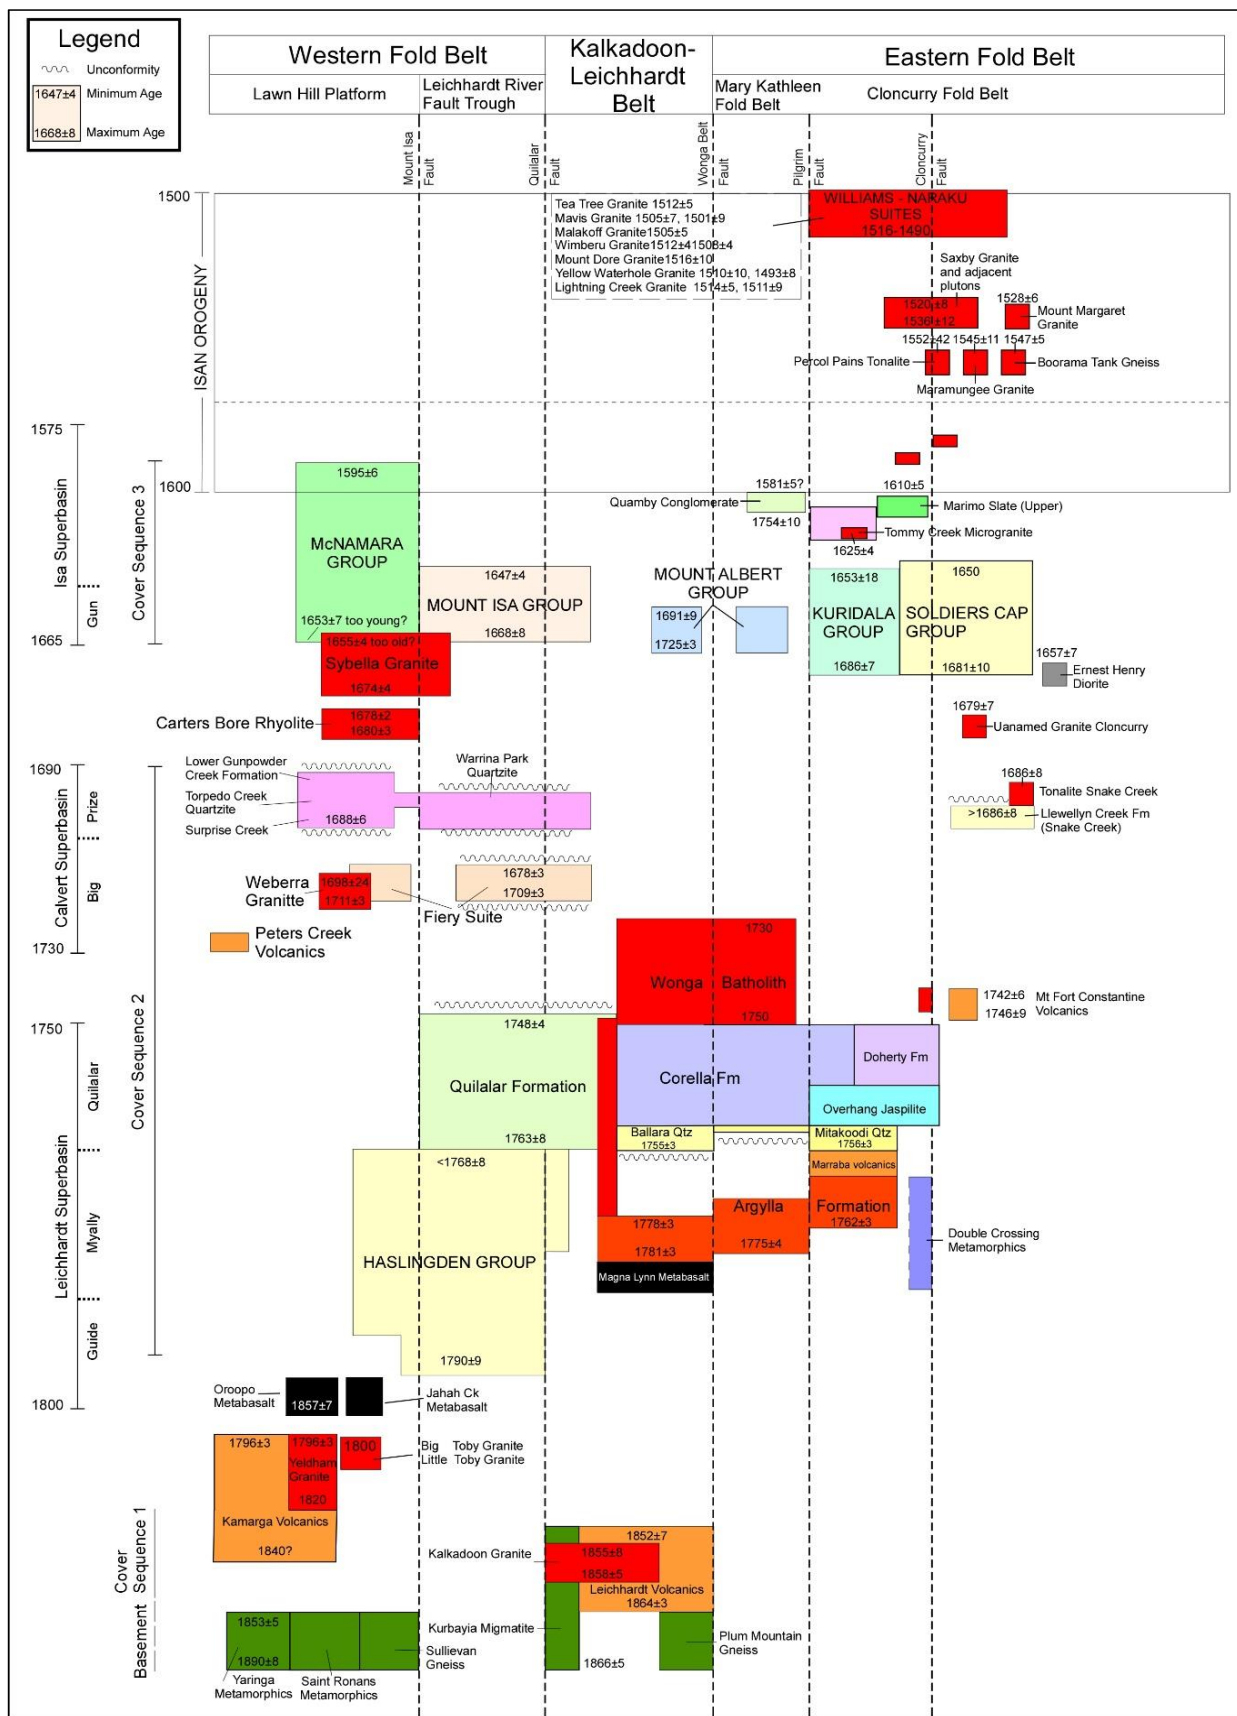 Legend
Unconformity
1647±4 Minimum Age
1668±8 Maximum Age
Western Fold Belt
Kalkadoon-
Leichhardt
Belt
Eastern Fold Belt
Lawn Hill Platform
Leichhardt River
Fault Trough
Mary Kathleen
Fold Belt
Cloncurry Fold Belt
Mount Isa
Fault
Quilalar
Fault
Wonga Belt
Fault
Pilgrim
Fault
Cloncurry
Fault
1500
ISAN OROGENY
Tea Tree Granite 1512±5
Mavis Granite 1505±7, 1501±9
Malakoff Granite1505±5
Wimberu Granite1512±41508±4
Mount Dore Granite1516±10
Yellow Waterhole Granite 1510±10, 1493±8
Lightning Creek Granite 1514±5, 1511±9
WILLIAMS - NARAKU
SUITES
1516-1490
Saxby Granite
and adjacent
plutons
1520±8
1536±12
1528±6
Mount Margaret
Granite
1552±42
1545±11
1547±5
Percol Pains Tonalite
Boorama Tank Gneiss
Maramungee Granite
1575
1600
Isa Superbasin
Gun
1665
Cover Sequence 3
1595±6
McNAMARA
GROUP
1653±7 too young?
1647±4
MOUNT ISA GROUP
1668±8
1655±4 too old?
Sybella Granite
1674±4
Quamby Conglomerate
1581±5?
1754±10
1610±5
Marimo Slate (Upper)
Tommy Creek Microgranite
1625±4
MOUNT ALBERT
GROUP
1691±9
1725±3
1653±18
KURIDALA
GROUP
1686±7
1650
SOLDIERS CAP
GROUP
1681±10
1657±7
Ernest Henry
Diorite
Carters Bore Rhyolite
1678±2
1680±3
1679±7
Uanamed Granite Cloncurry
1690
Calvert Superbasin
Prize
Big
1730
Cover Sequence 2
Lower Gunpowder
Creek Formation
Torpedo Creek
Quartzite
Surprise Creek
1688±6
Warrina Park
Quartzite
1686±8
Tonalite Snake Creek
>1686±8
Llewellyn Creek Fm
(Snake Creek)
Weberra
Granitte
1698±24
1711±3
1678±3
1709±3
Fiery Suite
Peters Creek
Volcanics
1730
Wonga Batholith
1750
1742±6
1746±9
Mt Fort Constantine
Volcanics
1750
Leichhardt Superbasin
Quilalar
Myally
Guide
1800
1748±4
Quilalar Formation
1763±8
Corella Fm
Doherty Fm
Overhang Jaspilite
Ballara Qtz
1755±3
Mitakoodi Qtz
1756±3
Marraba volcanics
<1768±8
HASLINGDEN GROUP
1790±9
1778±3
1781±3
Argylla
1775±4
Formation
1762±3
Magna Lynn Metabasalt
Double Crossing
Metamorphics
Oroopo
Metabasalt
1857±7
Jahah Ck
Metabasalt
1796±3
1796±3
Yeldham
Granite
1820
1800
Big Toby Granite
Little Toby Granite
Kamarga Volcanics
1840?
Cover
Sequence 1
Basement
1852±7
Kalkadoon Granite
1855±8
1858±5
Leichhardt Volcanics
1864±3
1853±5
1890±8
Yaringa
Metamorphics
Saint Ronans
Metamorphics
Sullievan
Gneiss
Kurbayia Migmatite
1866±5
Plum Mountain
Gneiss